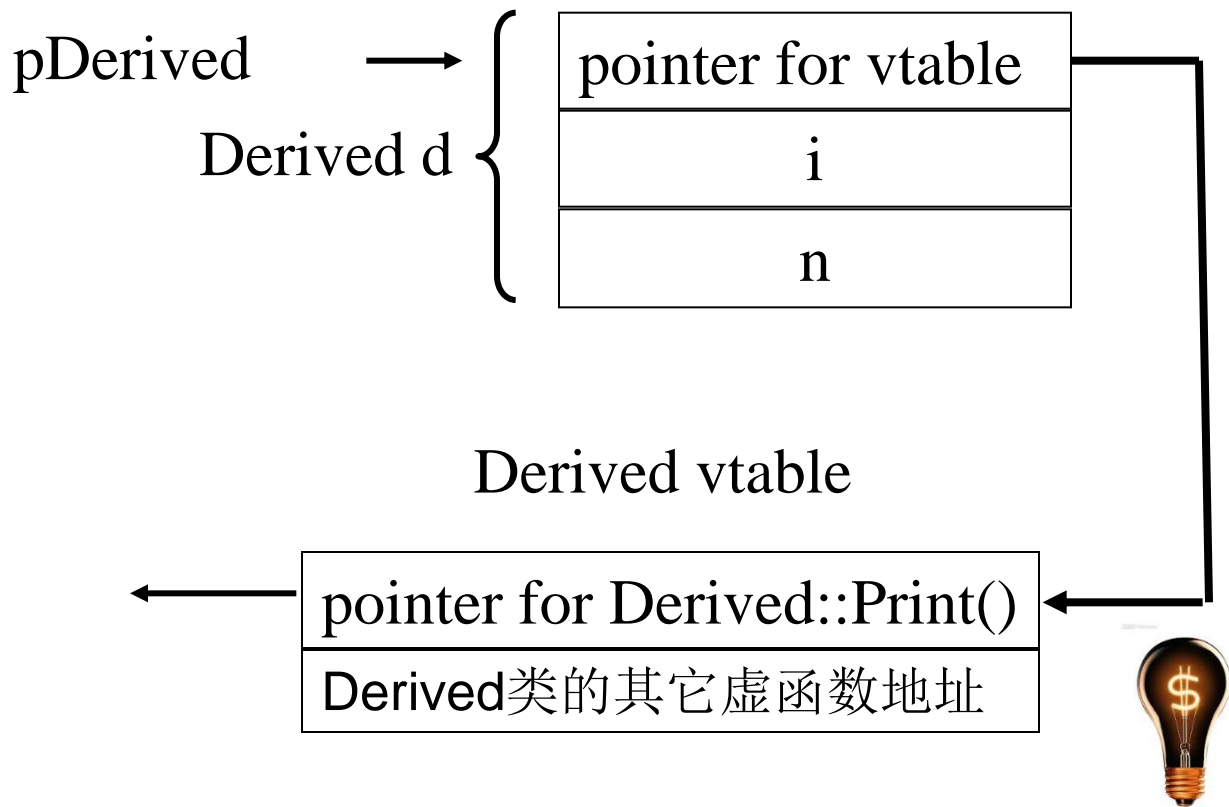 pDerived
pointer for vtable
Derived d
i
n
Derived vtable
pointer for Derived::Print()
Derived类的其它虚函数地址
$